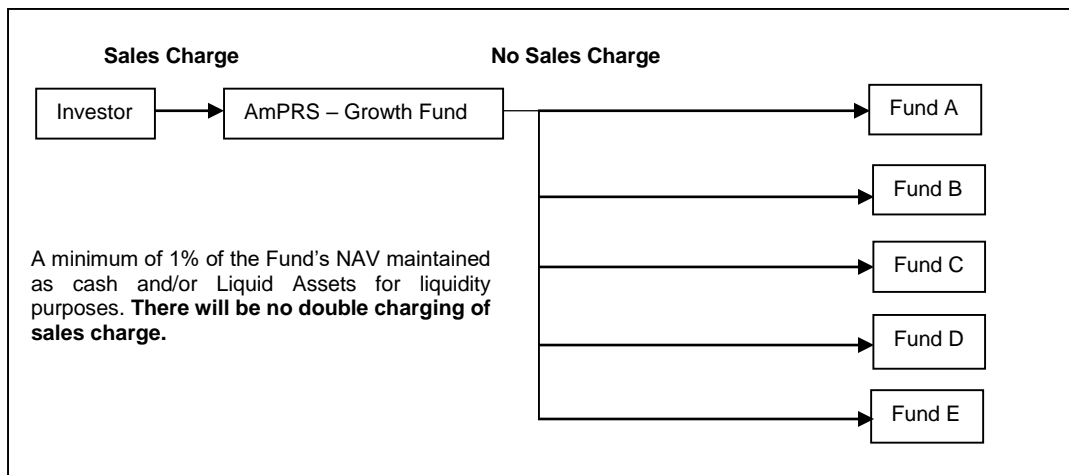 Sales Charge
No Sales Charge
Investor
AmPRS – Growth Fund
Fund A
Fund B
A minimum of 1% of the Fund’s NAV maintained
as cash and/or Liquid Assets for liquidity
purposes. There will be no double charging of
sales charge.
Fund C
Fund D
Fund E